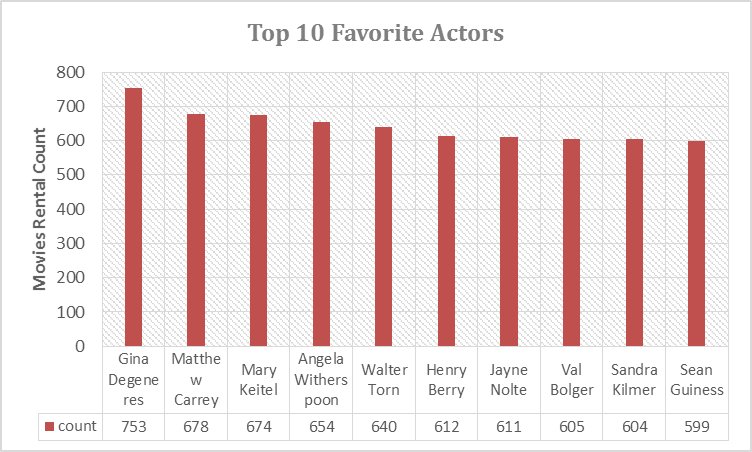 Top 10 Favorite Actors
Movies Rental Count
800
700
600
500
400
300
200
100
0
Gina Degene res
Matthe w Carrey
Mary Keitel
Angela Withers poon
Walter Torn
Henry Berry
Jayne Nolte
Val Bolger
Sandra Kilmer
Sean Guiness
count 753 678 674 654 640 612 611 605 604 599